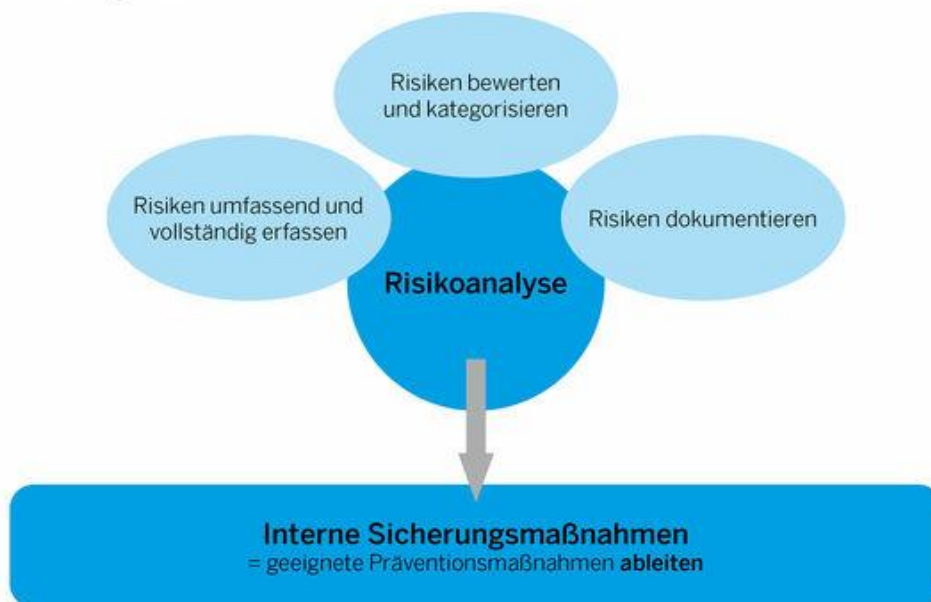 Risiken bewerten
und kategorisieren
Risiken umfassend und
vollständig erfassen
Risiken dokumentieren
Risikoanalyse
Interne Sicherungsmaßnahmen
= geeignete Präventionsmaßnahmen ableiten